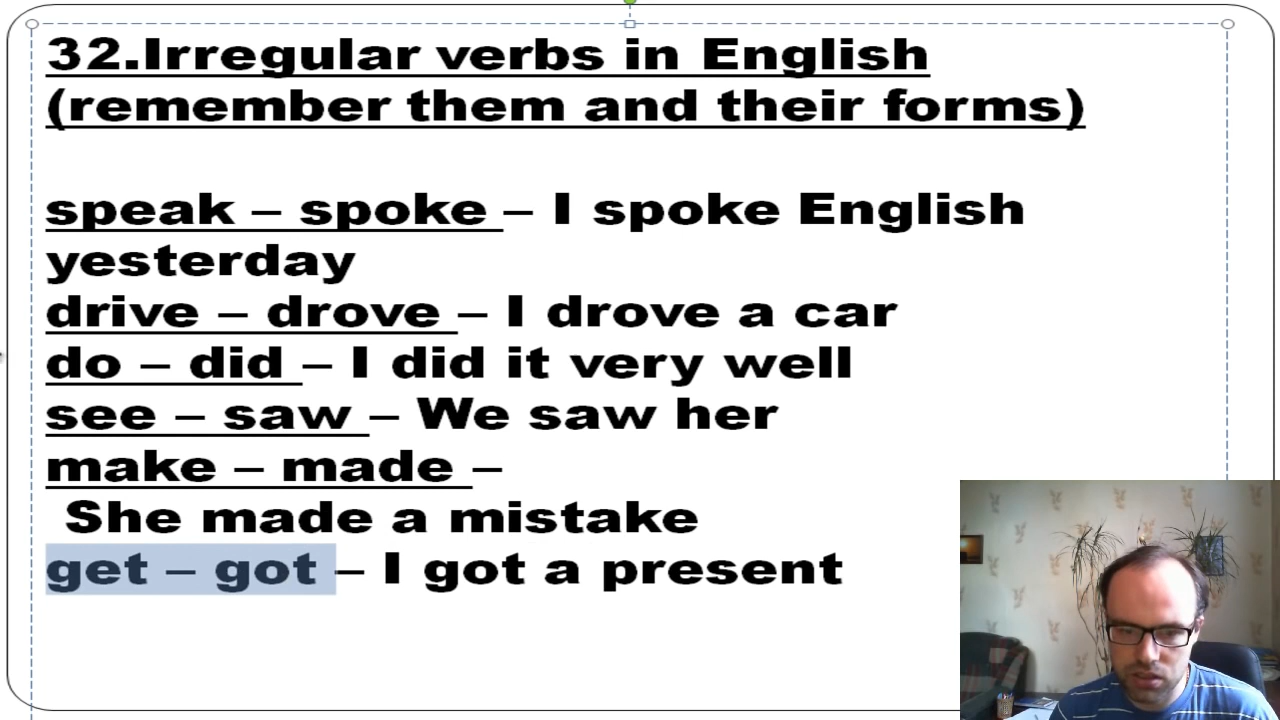 32.Irregular verbs in English
(remember them and their forms)
speak – spoke – I spoke English
yesterday
drive – drove – I drove a car
do – did – I did it very well
see – saw – We saw her
make – made –
She made a mistake
get – got – I got a present